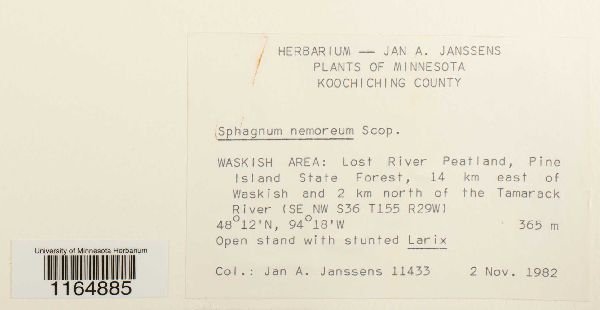 HERBARIUM — JAN A. JANSSENS
PLANTS OF MINNESOTA
KOOCHICHING COUNTY
Sphagnum nemoreum Scop.
WASKISH AREA: Lost River Peatland, Pine
Island State Forest, 14 km east of
Waskish and 2 km north of the Tamarack
River (SE NW S36 T155 R29W)
48°12'N, 94°18'W 365 m
Open stand with stunted Larix
Col.: Jan A. Janssens 11433 2 Nov. 1982
University of Minnesota Herbarium
1164885